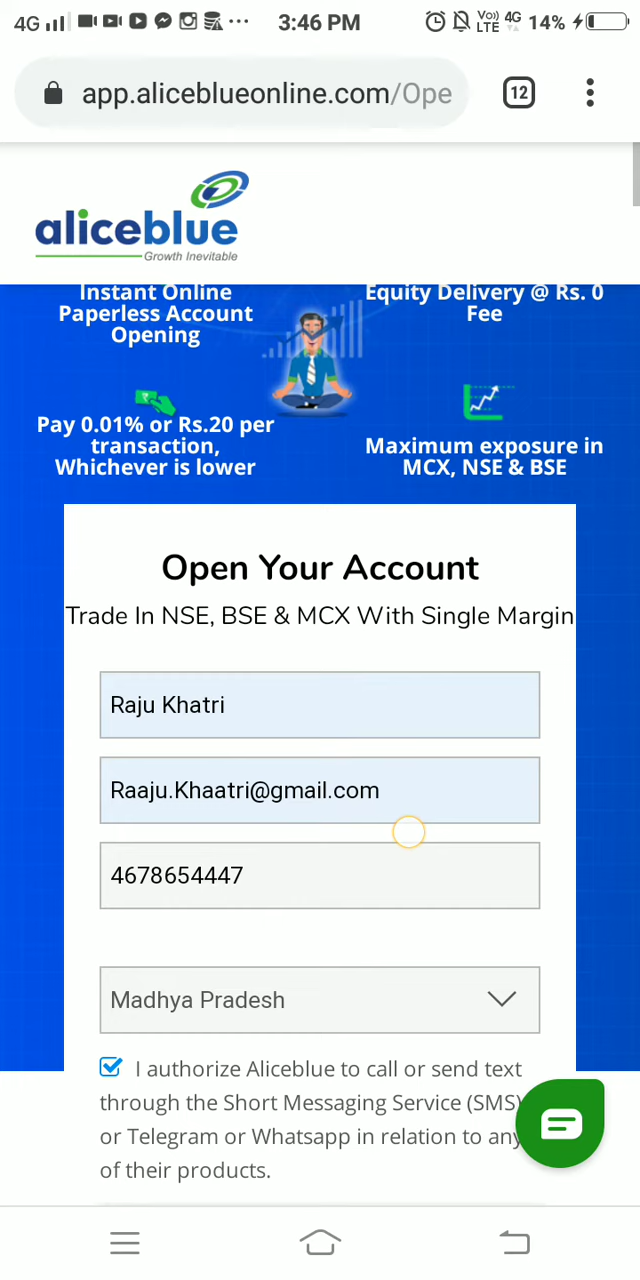 4G 3:46 PM Vo)) LTE 4G 14%
app.aliceblueonline.com/Ope 12
aliceblue
Growth Inevitable
Instant Online
Paperless Account
Opening
Equity Delivery @ Rs. 0
Fee
Pay 0.01% or Rs.20 per
transaction,
Whichever is lower
Maximum exposure in
MCX, NSE & BSE
Open Your Account
Trade In NSE, BSE & MCX With Single Margin
Raju Khatri
Raaju.Khaatri@gmail.com
4678654447
Madhya Pradesh
I authorize Aliceblue to call or send text
through the Short Messaging Service (SMS)
or Telegram or Whatsapp in relation to any
of their products.